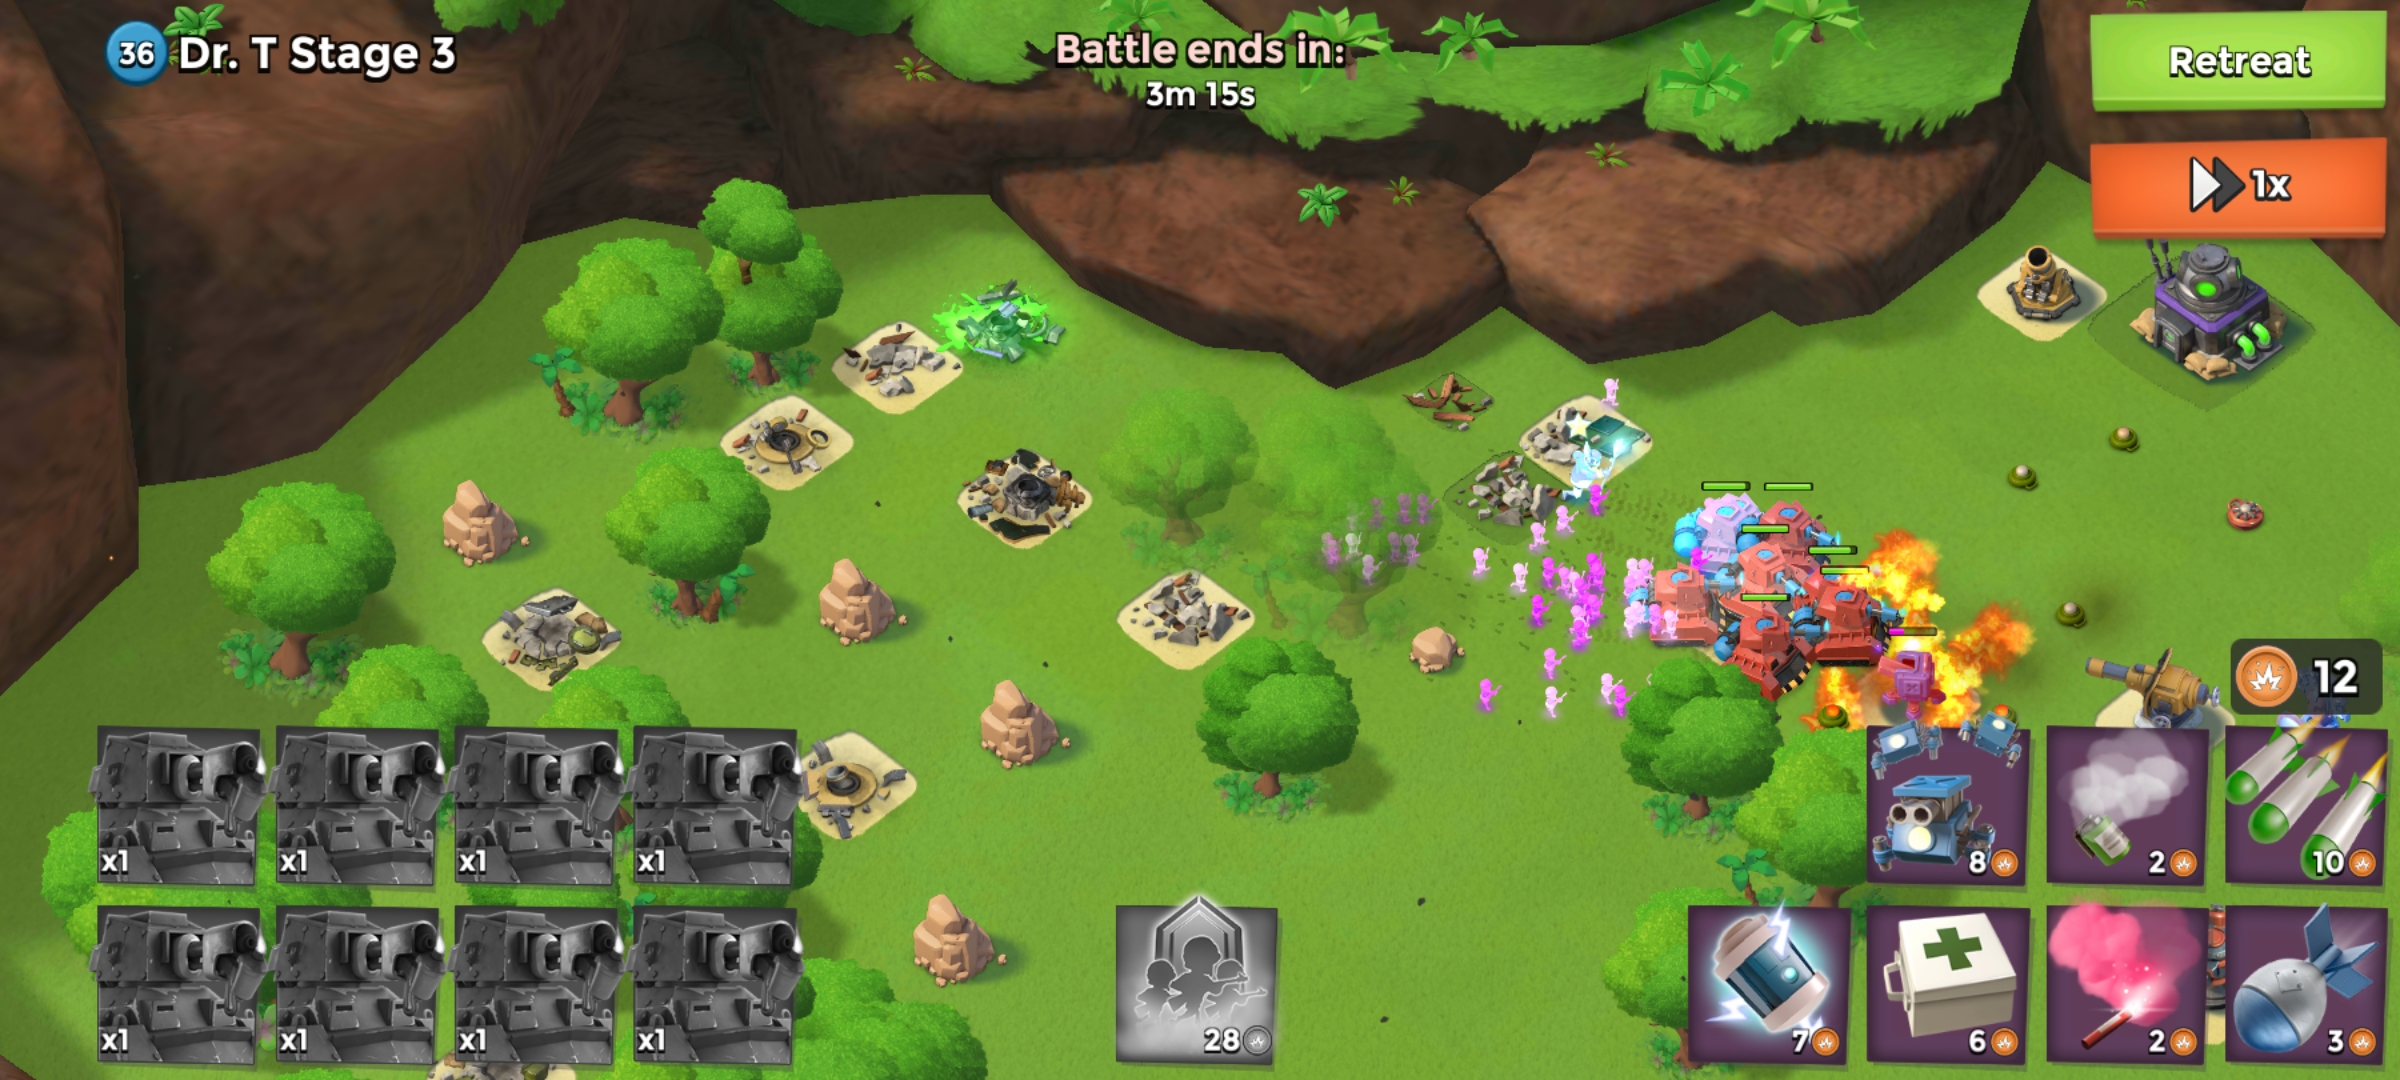 36 Dr. T Stage 3
Battle ends in:
3m 15s
Retreat
1x
12
x1 x1 x1 x1
8 2 10
x1 x1 x1 x1
28
7 6 2 3